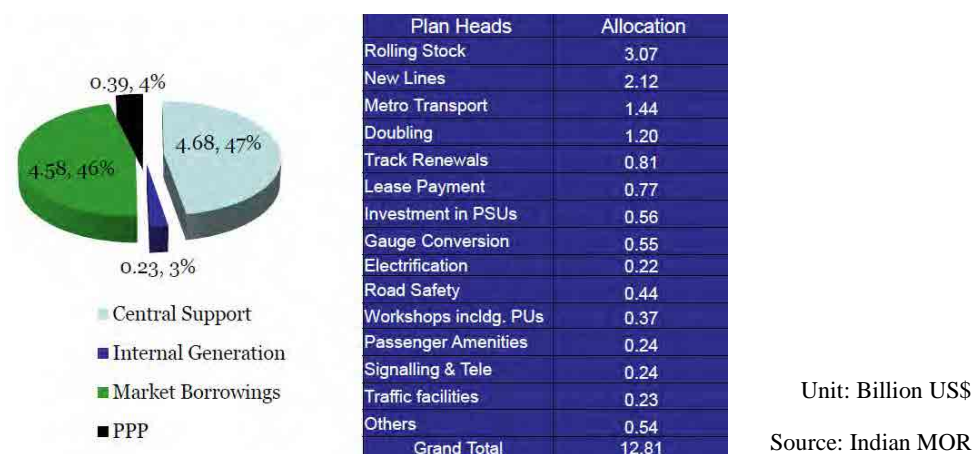 0.39, 4%
4.68, 47%
4.58, 46%
0.23, 3%
Central Support
Internal Generation
Market Borrowings
PPP
Plan Heads Allocation
Rolling Stock 3.07
New Lines 2.12
Metro Transport 1.44
Doubling 1.20
Track Renewals 0.81
Lease Payment 0.77
Investment in PSUs 0.56
Gauge Conversion 0.55
Electrification 0.22
Road Safety 0.44
Workshops incldg. PUs 0.37
Passenger Amenities 0.24
Signalling & Tele 0.24
Traffic facilities 0.23
Others 0.54
Grand Total 12.81
Unit: Billion US$
Source: Indian MOR